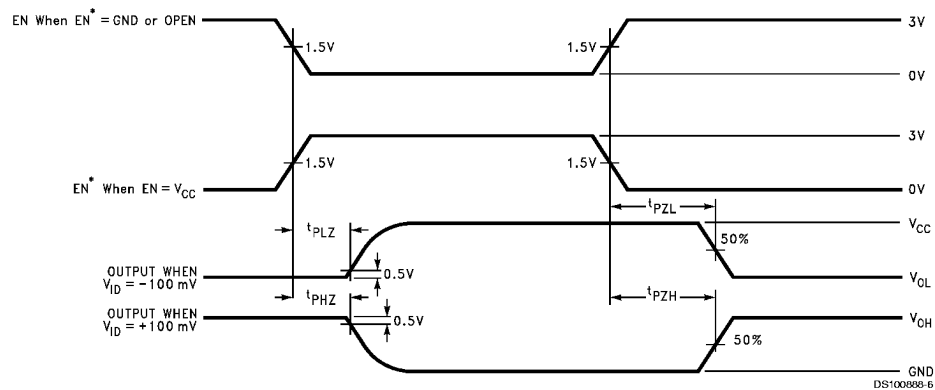 EN When EN* = GND or OPEN
3V
1.5V
1.5V
0V
3V
1.5V
1.5V
EN* When EN = VCC
0V
tPZL
tPLZ
VCC
50%
OUTPUT WHEN
VID = −100 mV
0.5V
VOL
tPHZ
tPZH
OUTPUT WHEN
VID = +100 mV
0.5V
VOH
50%
GND
DS100888-6